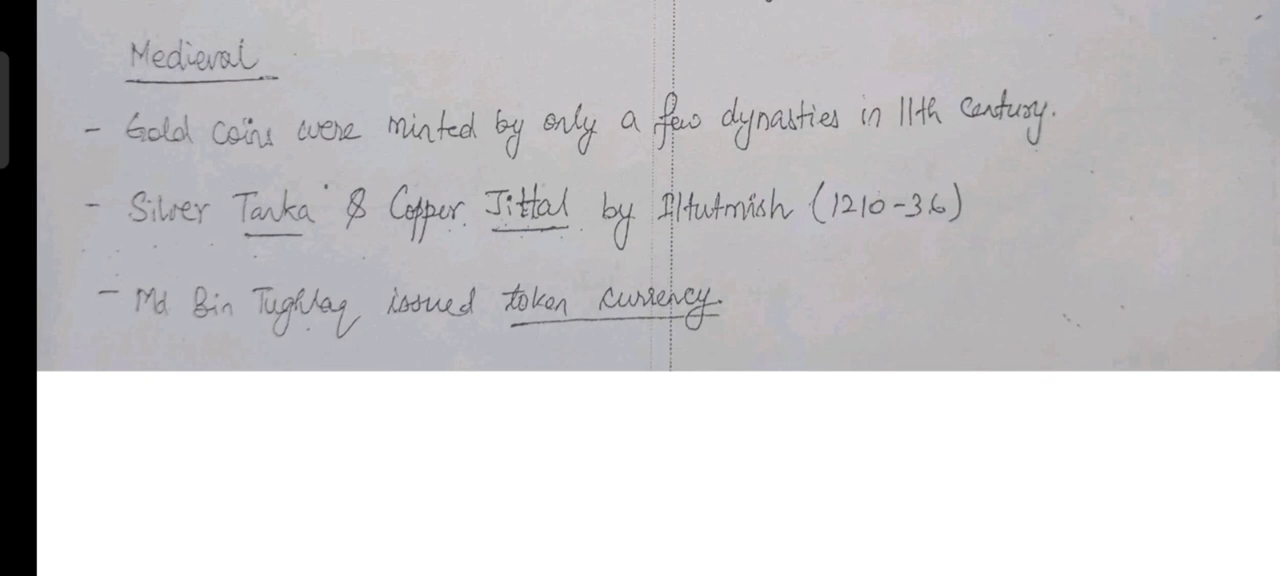 Medieval
- Gold coins were minted by only a few dynasties in 11th Century.
- Silver Tanka & Copper Jittal by Iltutmish (1210-36)
- Md Bin Tughlaq issued token currency.